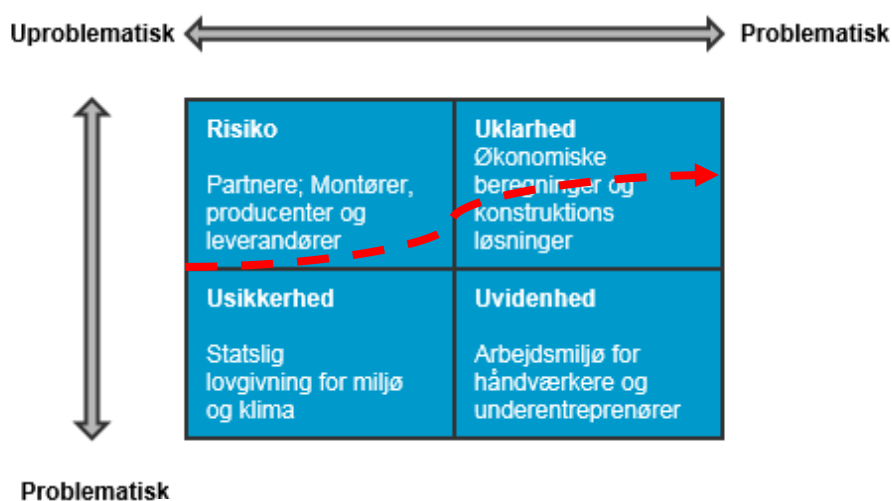 Uproblematisk
Problematisk
Risiko
Partnere; Montører,
producenter og
leverandører
Uklarhed
Økonomiske
beregninger og
konstruktions
løsninger
Usikkerhed
Statslig
lovgivning for miljø
og klima
Uvidenhed
Arbejdsmiljø for
håndværkere og
underentreprenører
Problematisk